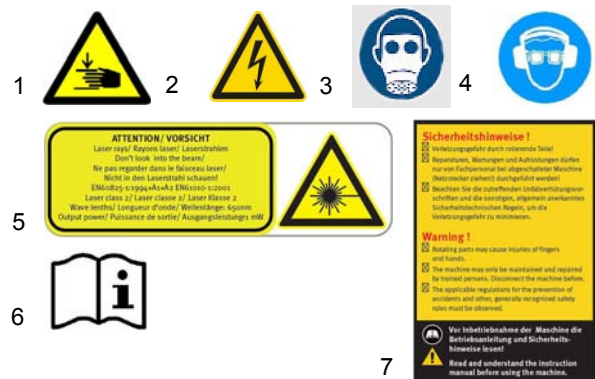 1
2
3
4
5
ATTENTION/ VORSICHT
Laser rays/ Rayons laser/ Laserstrahlen
Don't look into the beam/
Ne pas regarder dans le faisceau laser/
Nicht in den Laserstrahl schauen!
EN60825-1:1994+A1+A2 EN61010-1:2001
Laser class 2/ Laser classe 2/ Laser Klasse 2
Wave lenths/ Longueur d'onde/ Wellenlänge: 650nm
Output power/ Puissance de sortie/ Ausgangsleistung<1 mW
6
i
7
Sicherheitshinweise !
Verletzungsgefahr durch rotierende Teile!
Reparaturen, Wartungen und Aufrüstungen dürfen
nur von Fachpersonal bei abgeschalteter Maschine
(Netzstecker ziehen!) durchgeführt werden!
Beachten Sie die zutreffenden Unfallverhütungsvor-
schriften und die sonstigen, allgemein anerkannten
Sicherheitstechnischen Regeln, um die
Verletzungsgefahr zu minimieren.
Warning !
Rotating parts may cause injuries of fingers
and hands.
The machine may only be maintained and repaired
by trained persons. Disconnect the machine before.
The applicable regulations for the prevention of
accidents and other, generally recognized safety
rules must be observed.
Vor Inbetriebnahme der Maschine die
Betriebsanleitung und Sicherheits-
hinweise lesen!
Read and understand the instruction
manual before using the machine.